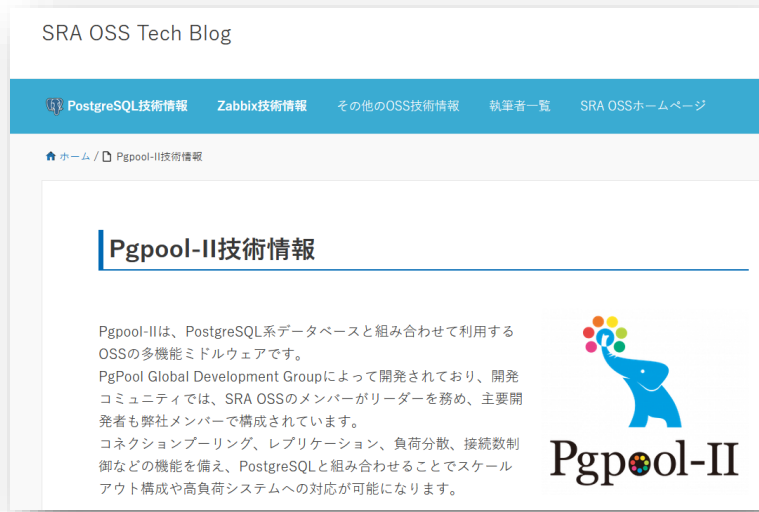 SRA OSS Tech Blog
PostgreSQL技術情報 Zabbix技術情報 その他のOSS技術情報 執筆者一覧 SRA OSSホームページ
ホーム / Pgpool-II技術情報
Pgpool-II技術情報
Pgpool-IIは、PostgreSQL系データベースと組み合わせて利用する
OSSの多機能ミドルウェアです。
PgPool Global Development Groupによって開発されており、開発
コミュニティでは、SRA OSSのメンバーがリーダーを務め、主要開
発者も弊社メンバーで構成されています。
コネクションプーリング、レプリケーション、負荷分散、接続数制
御などの機能を備え、PostgreSQLと組み合わせることでスケール
アウト構成や高負荷システムへの対応が可能になります。
Pgpool-II